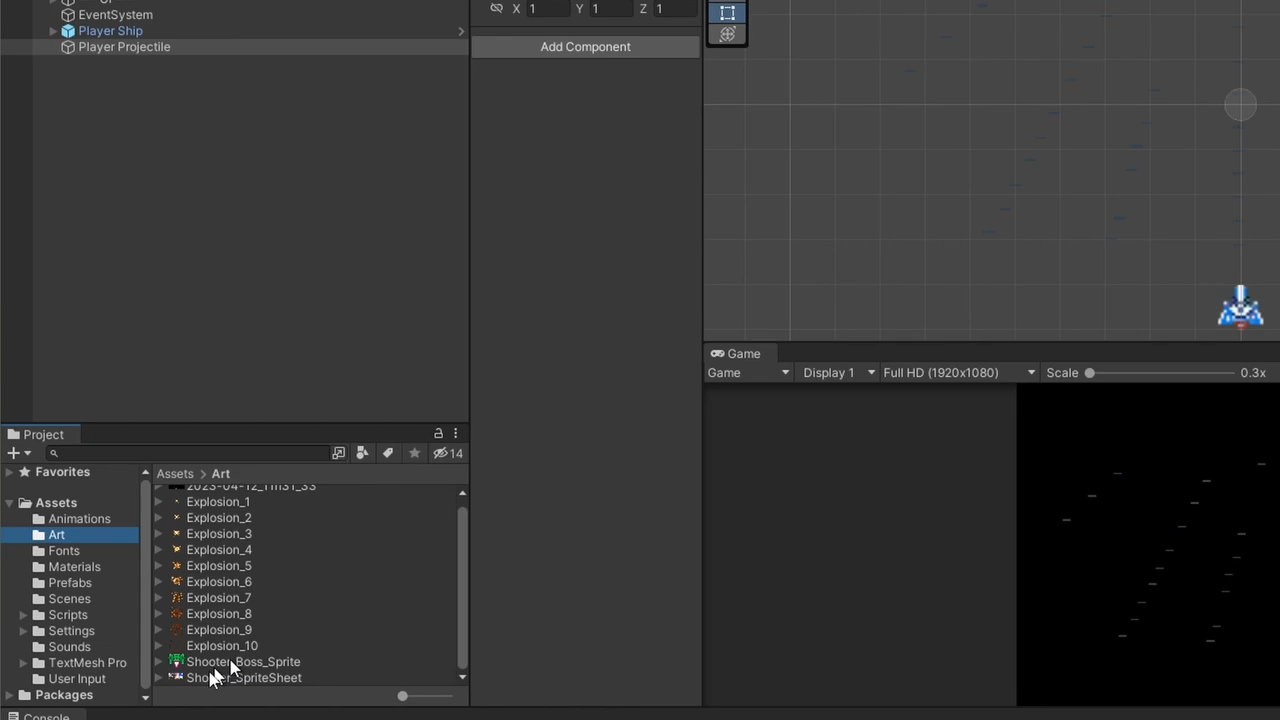 EventSystem
Player Ship
Player Projectile
X 1 Y 1 Z 1
Add Component
Game
Game Display 1 Full HD (1920x1080) Scale 0.3x
Project
14
Favorites
Assets
Animations
Art
Fonts
Materials
Prefabs
Scenes
Scripts
Settings
Sounds
TextMesh Pro
User Input
Packages
Assets > Art
Explosion_1
Explosion_2
Explosion_3
Explosion_4
Explosion_5
Explosion_6
Explosion_7
Explosion_8
Explosion_9
Explosion_10
Shooter_Boss_Sprite
Shooter_SpriteSheet
Console